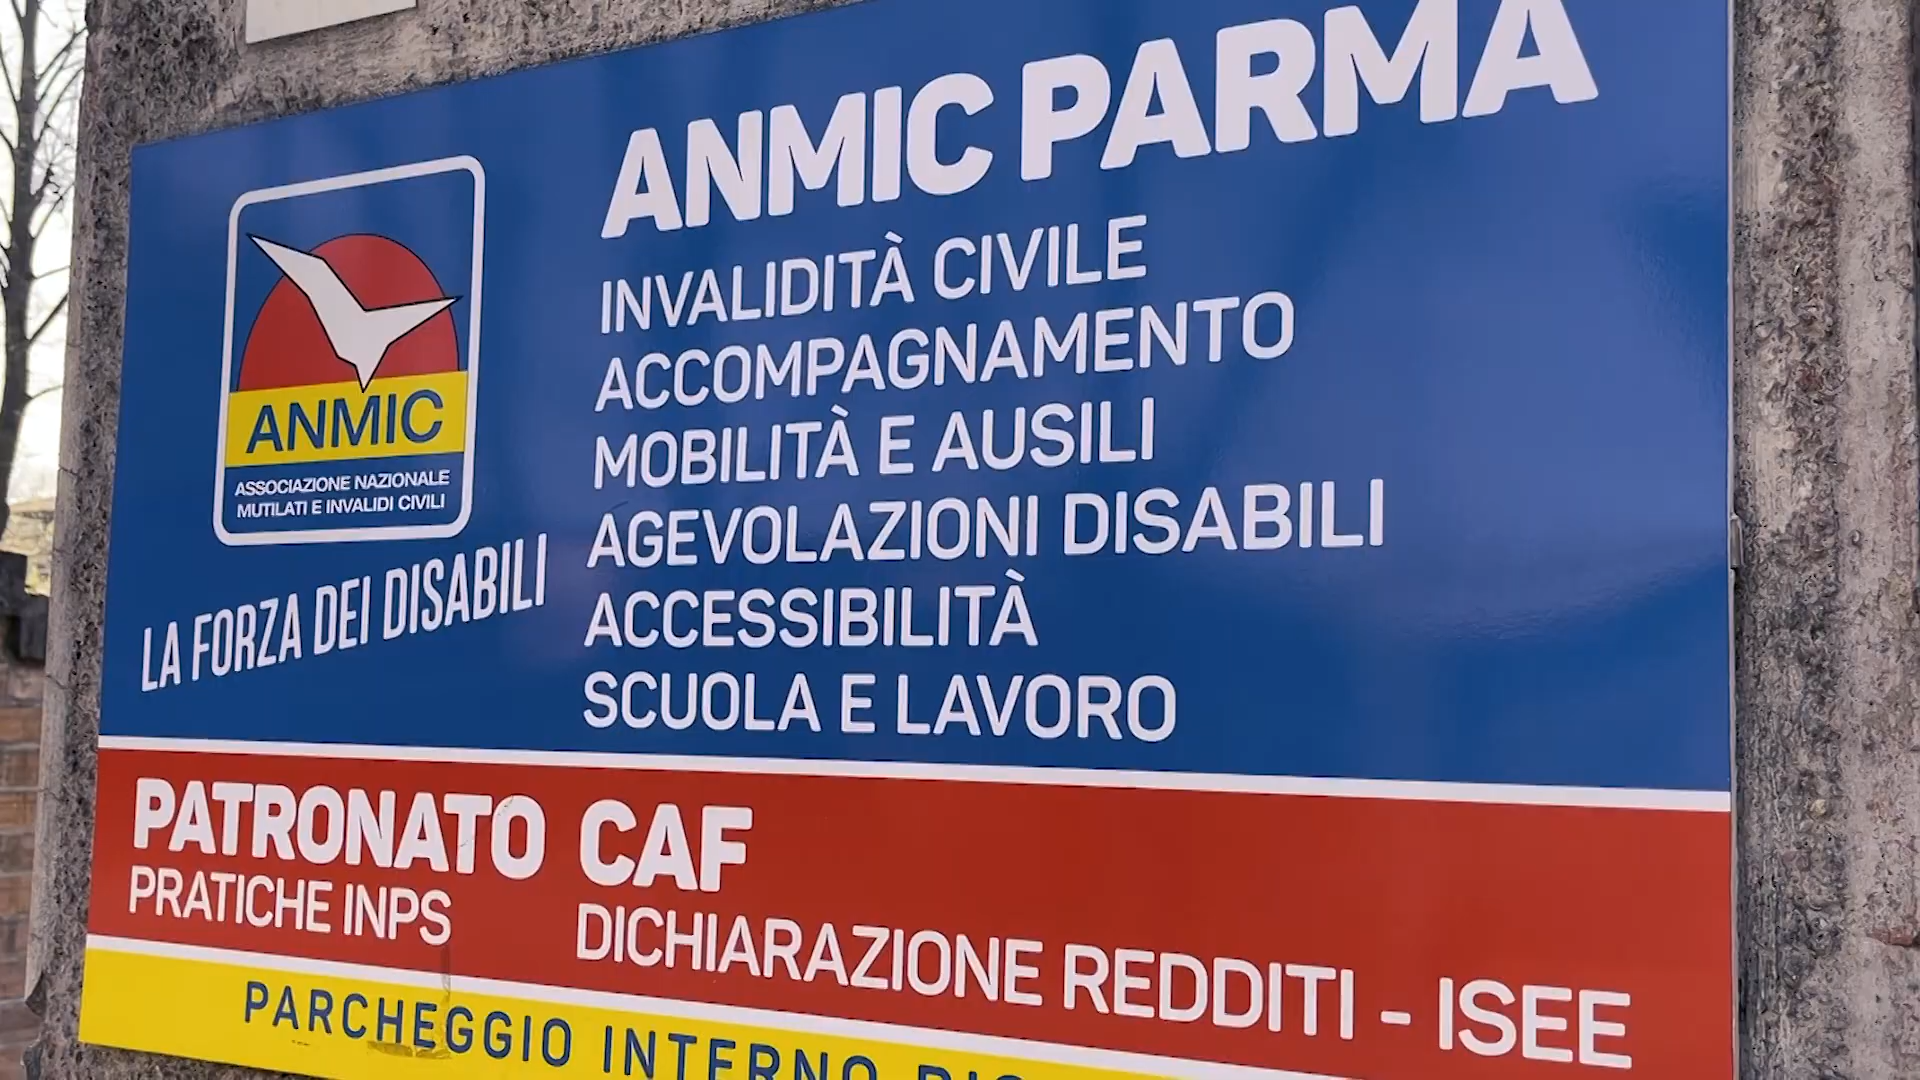 ANMIC PARMA
INVALIDITÀ CIVILE
ACCOMPAGNAMENTO
MOBILITÀ E AUSILI
AGEVOLAZIONI DISABILI
ACCESSIBILITÀ
SCUOLA E LAVORO
ANMIC
ASSOCIAZIONE NAZIONALE
MUTILATI E INVALIDI CIVILI
LA FORZA DEI DISABILI
PATRONATO
PRATICHE INPS
CAF
DICHIARAZIONE REDDITI - ISEE
PARCHEGGIO INTERNO